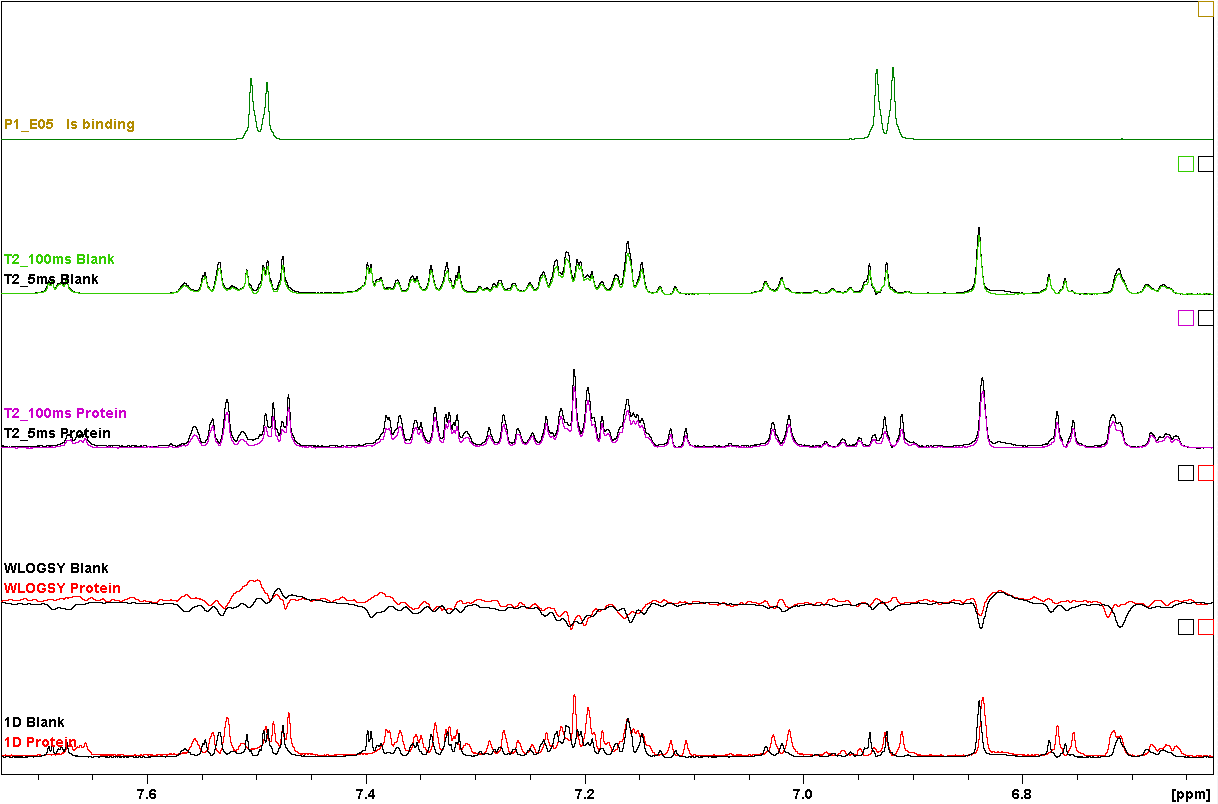 P1_E05 Is binding
T2_100ms Blank
T2_5ms Blank
T2_100ms Protein
T2_5ms Protein
WLOGSY Blank
WLOGSY Protein
1D Blank
1D Protein
7.6 7.4 7.2 7.0 6.8 [ppm]